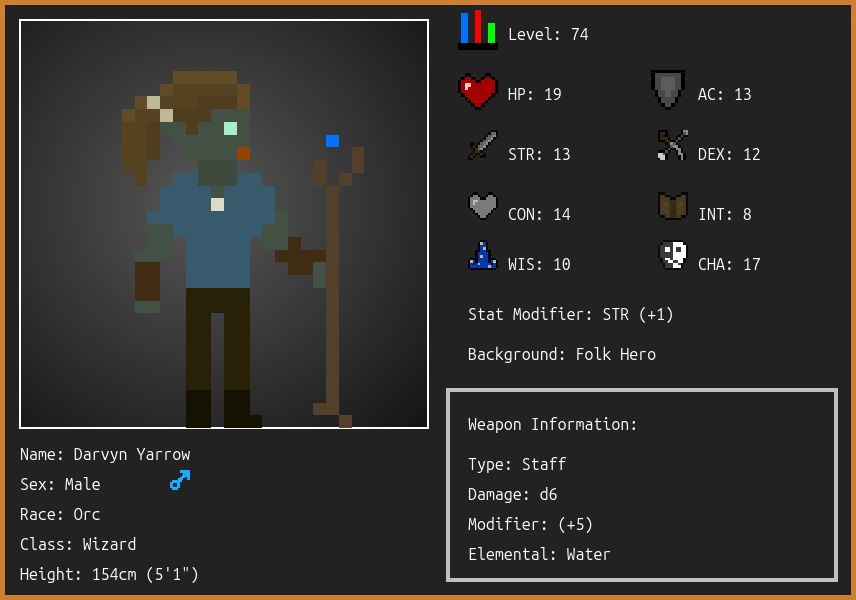 Level: 74
HP: 19
AC: 13
STR: 13
DEX: 12
CON: 14
INT: 8
WIS: 10
CHA: 17
Stat Modifier: STR (+1)
Background: Folk Hero
Weapon Information:
Type: Staff
Damage: d6
Modifier: (+5)
Elemental: Water
Name: Darvyn Yarrow
Sex: Male
Race: Orc
Class: Wizard
Height: 154cm (5'1")